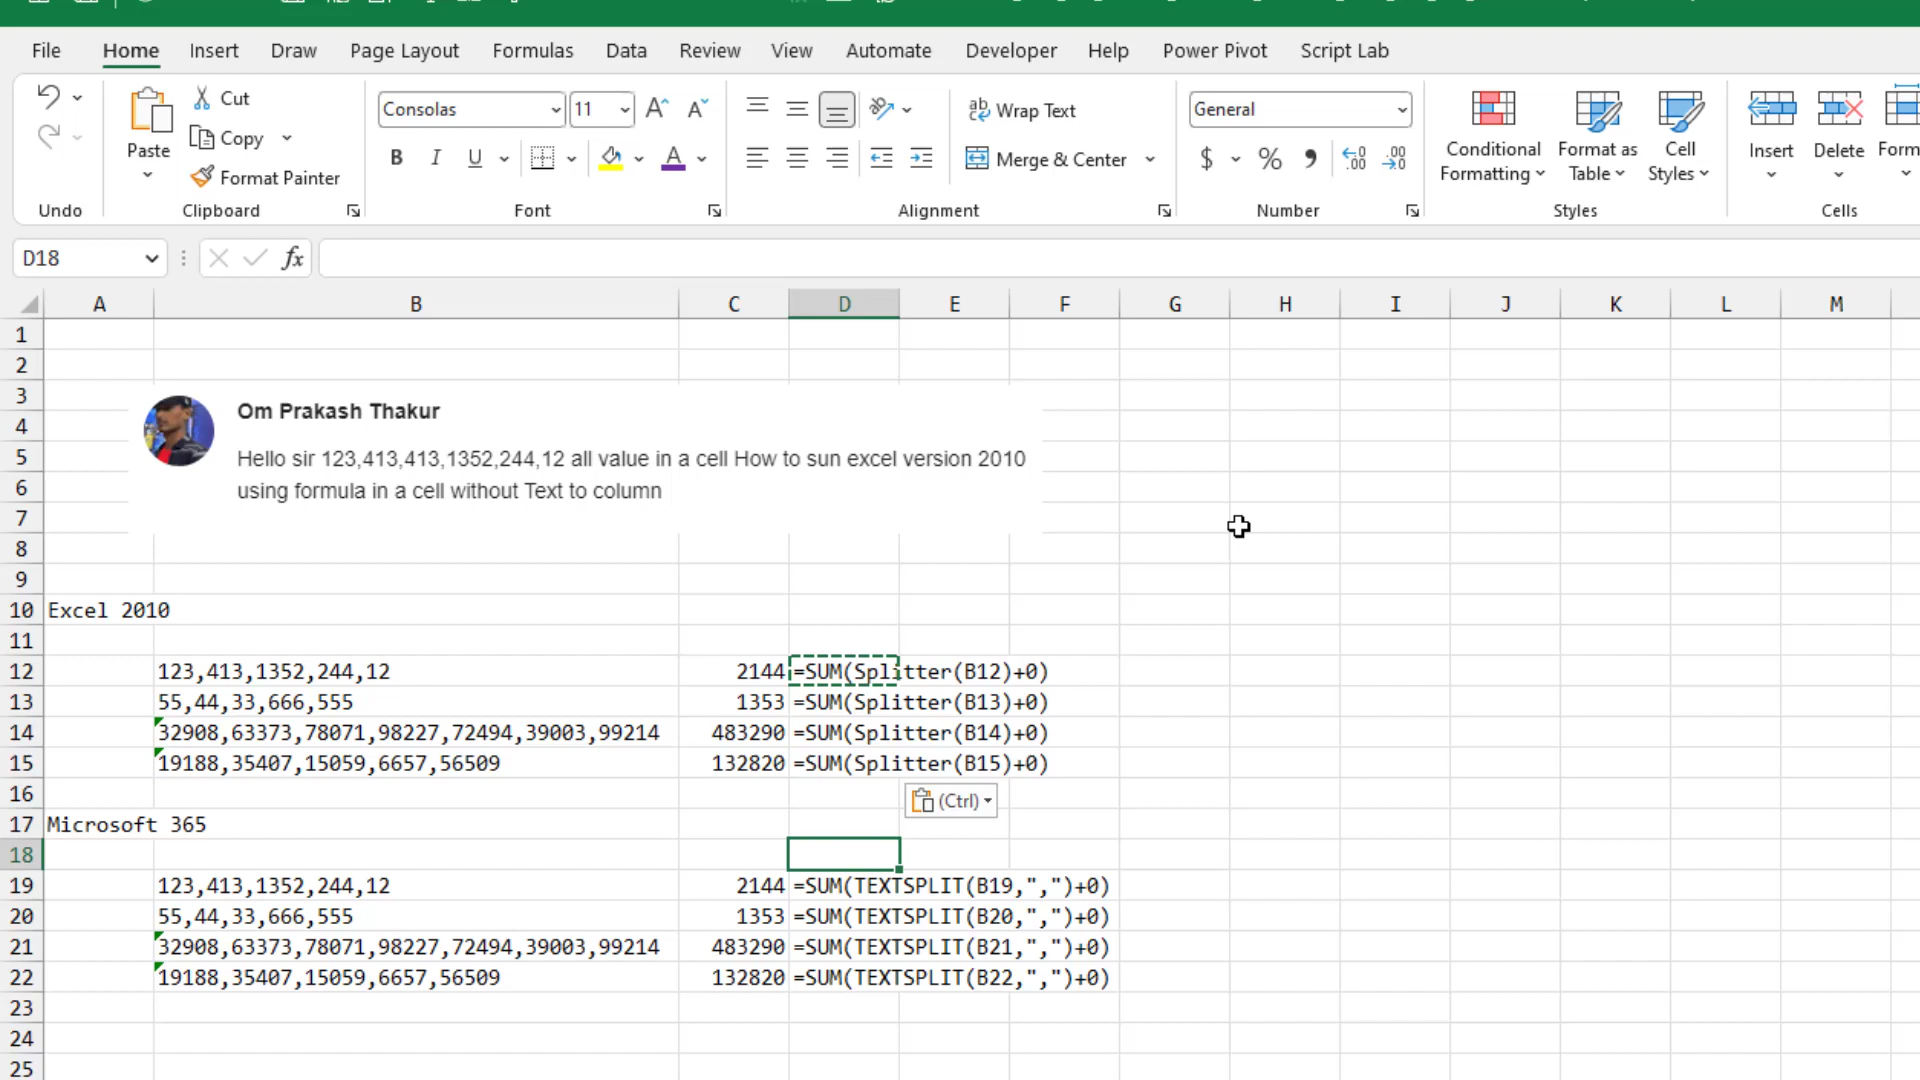 File Home Insert Draw Page Layout Formulas Data Review View Automate Developer Help Power Pivot Script Lab
Cut
Consolas 11 A A
Wrap Text
General
Copy
Paste
B I U A
Merge & Center
$ % , .00 .00
Conditional Formatting
Format as Table
Cell Styles
Insert
Delete
Form
Format Painter
Undo Clipboard Font Alignment Number Styles Cells
D18 fx
A B C D E F G H I J K L M
1
2
3 Om Prakash Thakur
4
5 Hello sir 123,413,413,1352,244,12 all value in a cell How to sun excel version 2010
6 using formula in a cell without Text to column
7
8
9
10 Excel 2010
11
12 123,413,1352,244,12 2144 =SUM(Splitter(B12)+0)
13 55,44,33,666,555 1353 =SUM(Splitter(B13)+0)
14 32908,63373,78071,98227,72494,39003,99214 483290 =SUM(Splitter(B14)+0)
15 19188,35407,15059,6657,56509 132820 =SUM(Splitter(B15)+0)
16 (Ctrl)
17 Microsoft 365
18
19 123,413,1352,244,12 2144 =SUM(TEXTSPLIT(B19,",")+0)
20 55,44,33,666,555 1353 =SUM(TEXTSPLIT(B20,",")+0)
21 32908,63373,78071,98227,72494,39003,99214 483290 =SUM(TEXTSPLIT(B21,",")+0)
22 19188,35407,15059,6657,56509 132820 =SUM(TEXTSPLIT(B22,",")+0)
23
24
25